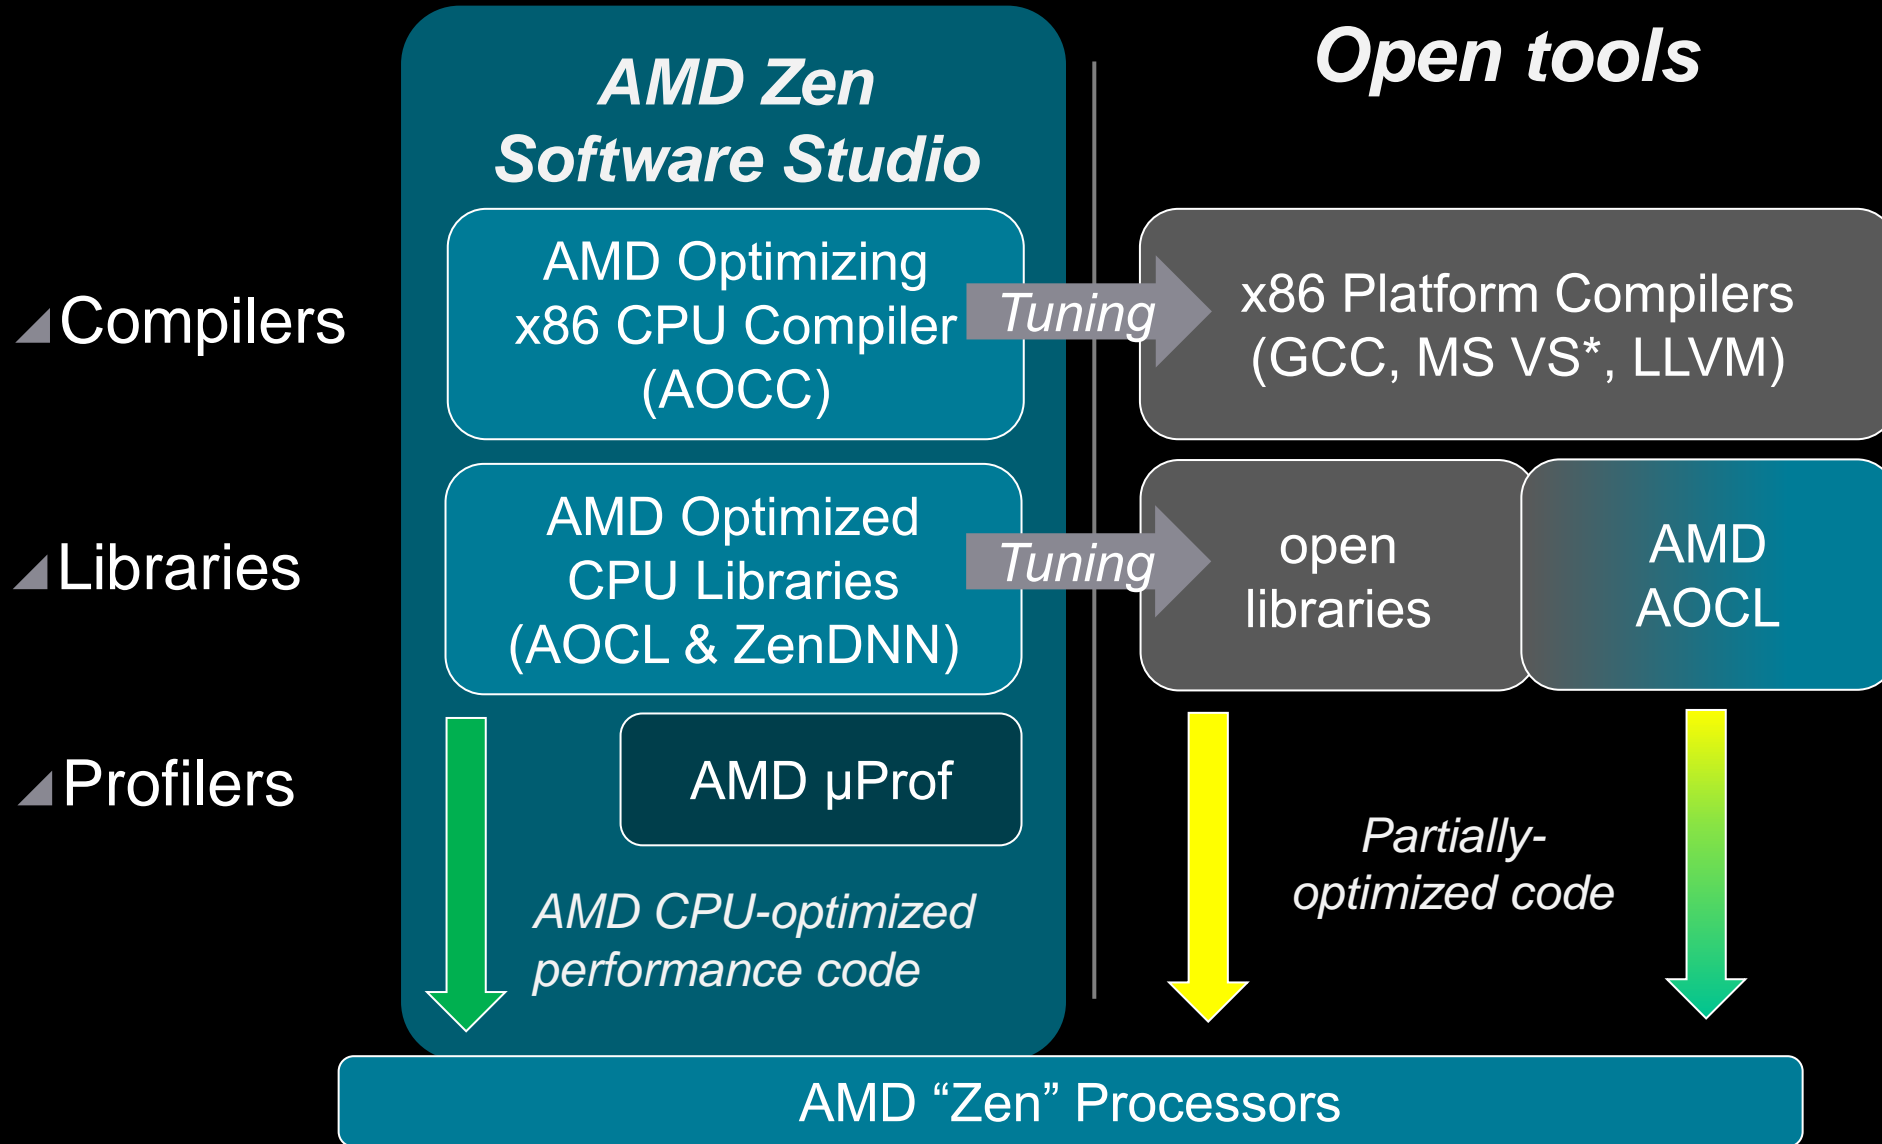 AMD Zen
Software Studio
Open tools
Compilers
AMD Optimizing
x86 CPU Compiler
(AOCC)
Tuning
x86 Platform Compilers
(GCC, MS VS*, LLVM)
Libraries
AMD Optimized
CPU Libraries
(AOCL & ZenDNN)
Tuning
open
libraries
AMD
AOCL
Profilers
AMD µProf
AMD CPU-optimized
performance code
Partially-
optimized code
AMD “Zen” Processors